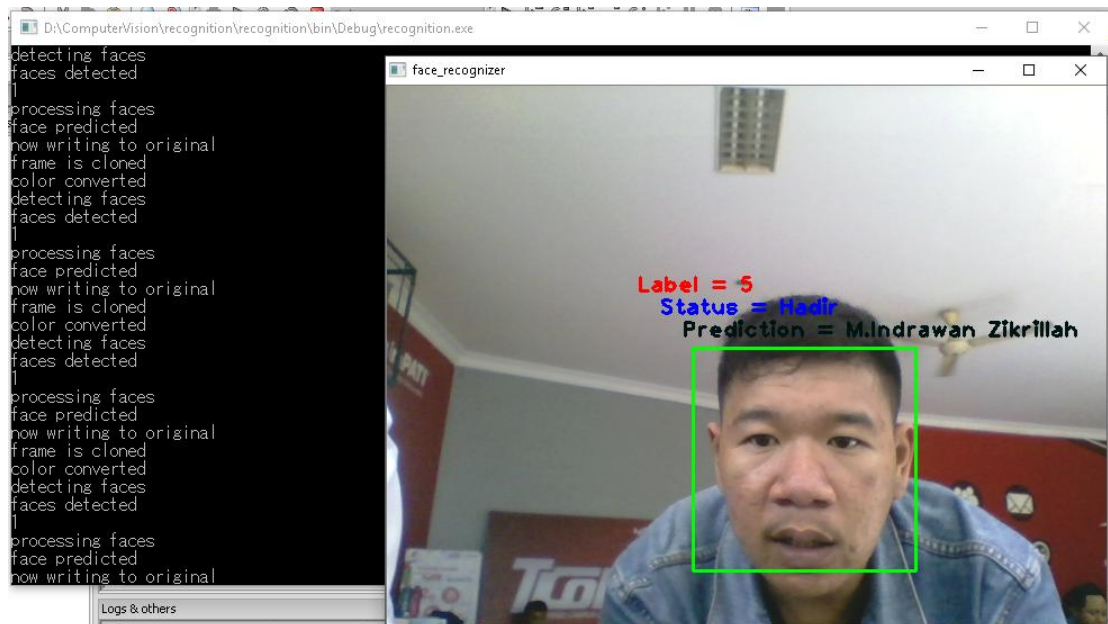 D:\ComputerVision\recognition\recognition\bin\Debug\recognition.exe
detecting faces
faces detected
1
processing faces
face predicted
now writing to original
frame is cloned
color converted
detecting faces
faces detected
1
processing faces
face predicted
now writing to original
frame is cloned
color converted
detecting faces
faces detected
1
processing faces
face predicted
now writing to original
frame is cloned
color converted
detecting faces
faces detected
1
processing faces
face predicted
now writing to original
Logs & others
face_recognizer
Label = 5
Status = Hadir
Prediction = M.Indrawan Zikrillah